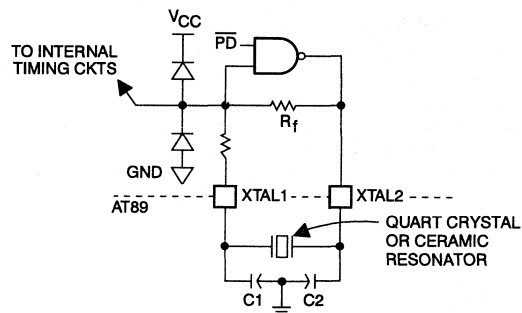 VCC
PD
TO INTERNAL
TIMING CKTS
Rf
GND
XTAL1
XTAL2
AT89
QUART CRYSTAL
OR CERAMIC
RESONATOR
C1
C2